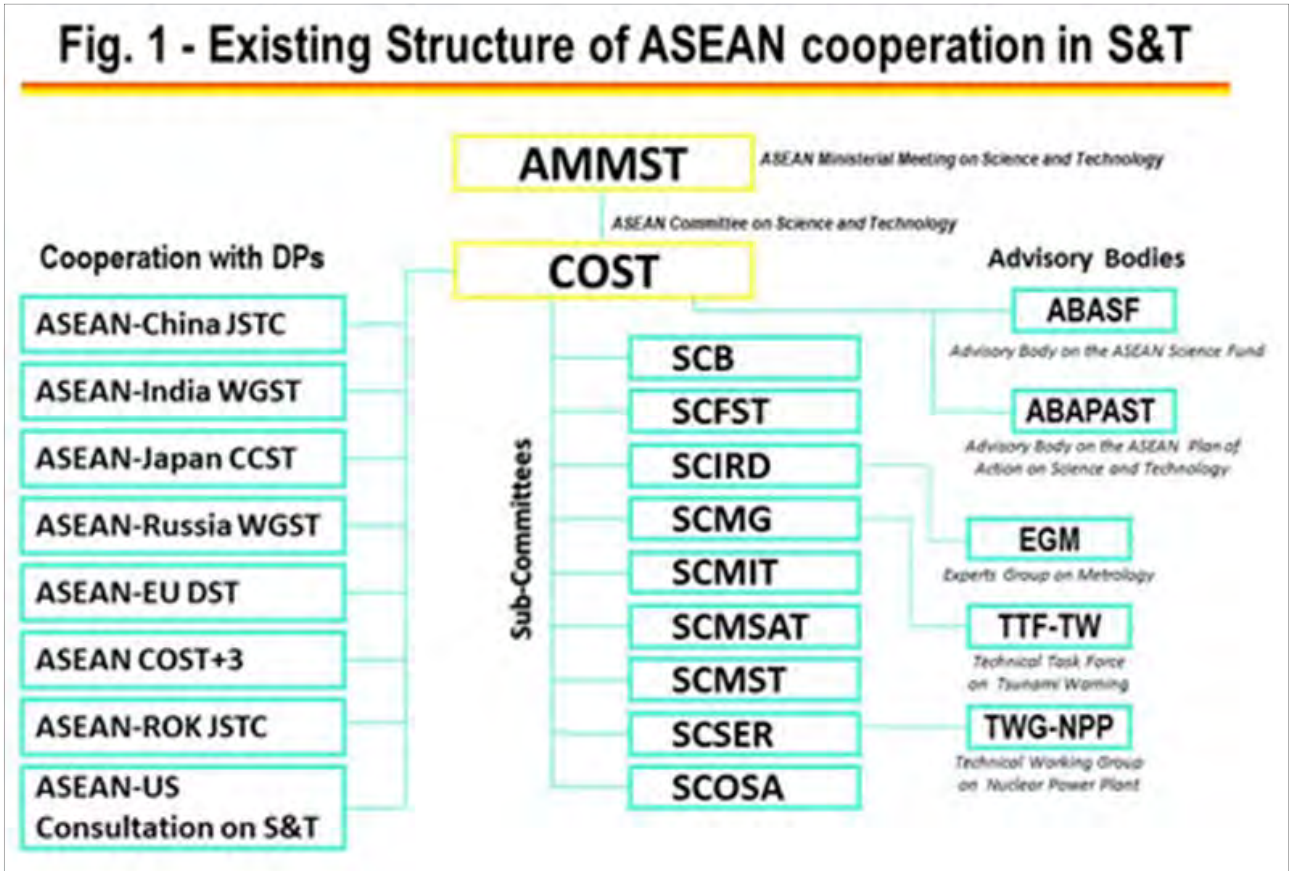 Fig. 1 - Existing Structure of ASEAN cooperation in S&T
AMMST
ASEAN Ministerial Meeting on Science and Technology
ASEAN Committee on Science and Technology
COST
Cooperation with DPs
ASEAN-China JSTC
ASEAN-India WGST
ASEAN-Japan CCST
ASEAN-Russia WGST
ASEAN-EU DST
ASEAN COST+3
ASEAN-ROK JSTC
ASEAN-US
Consultation on S&T
Sub-Committees
SCB
SCFST
SCIRD
SCMG
SCMIT
SCMSAT
SCMST
SCSER
SCOSA
Advisory Bodies
ABASF
Advisory Body on the ASEAN Science Fund
ABAPAST
Advisory Body on the ASEAN Plan of
Action on Science and Technology
EGM
Experts Group on Metrology
TTF-TW
Technical Task Force
on Tsunami Warning
TWG-NPP
Technical Working Group
on Nuclear Power Plant